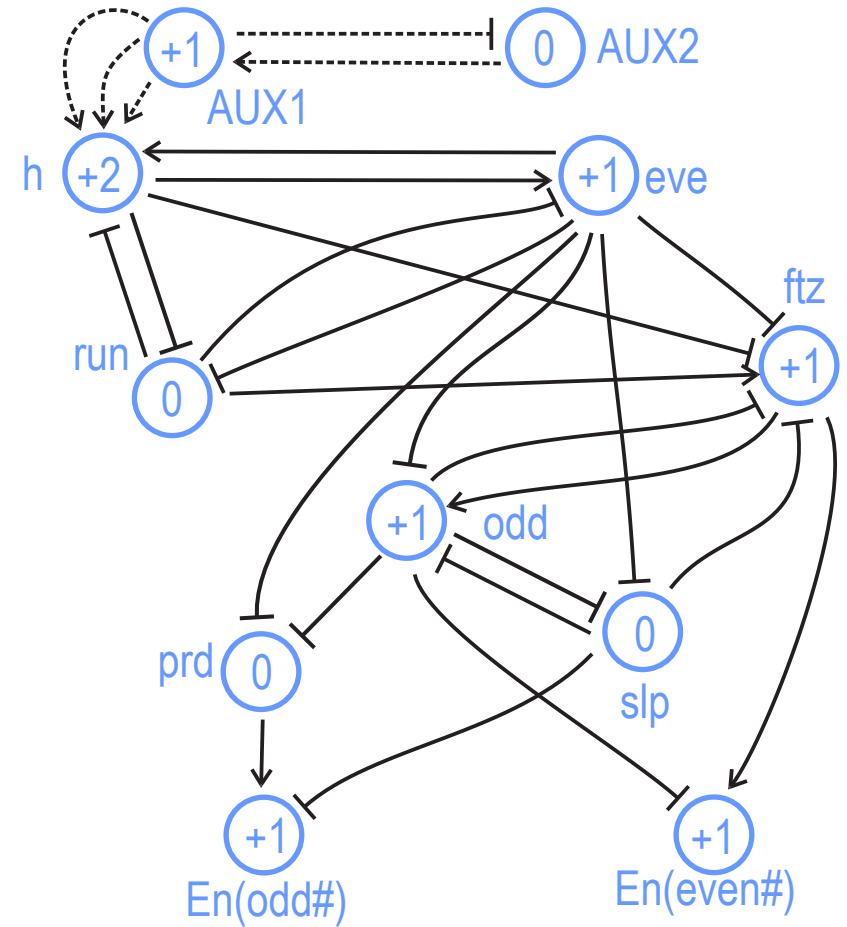 +1
0
AUX2
AUX1
h
+2
+1
eve
ftz
run
0
+1
+1
odd
prd
0
0
slp
+1
+1
En(odd#)
En(even#)